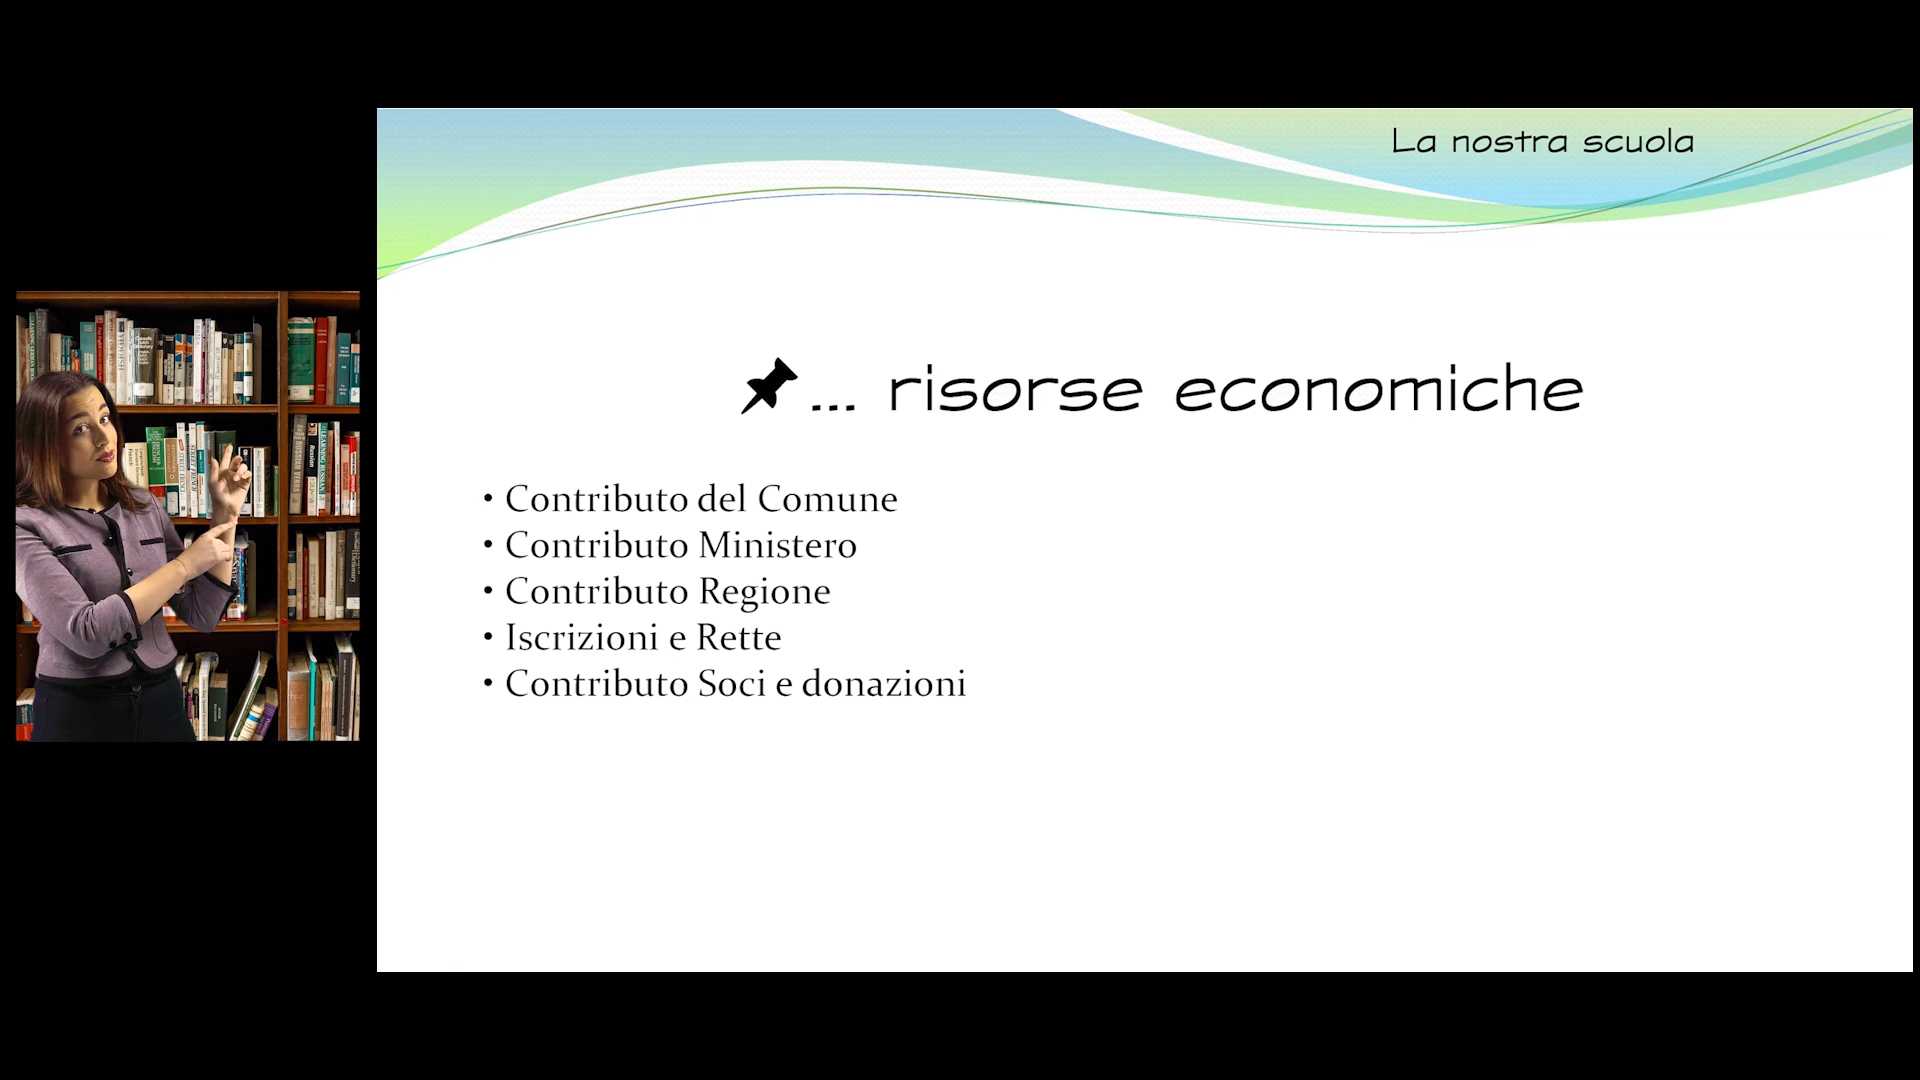 La nostra scuola
... risorse economiche
• Contributo del Comune
• Contributo Ministero
• Contributo Regione
• Iscrizioni e Rette
• Contributo Soci e donazioni